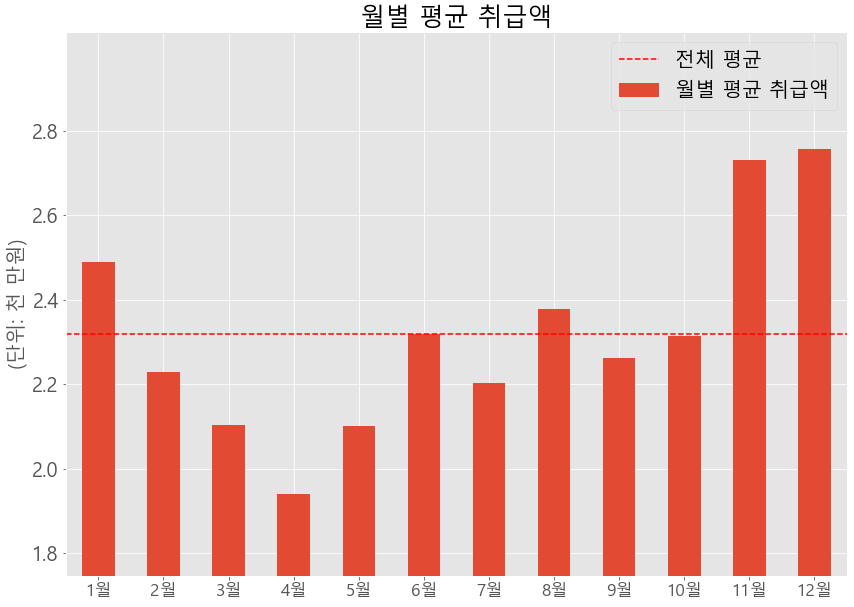 월별 평균 취급액
전체 평균
월별 평균 취급액
(단위: 천 만원)
2.8
2.6
2.4
2.2
2.0
1.8
1월 2월 3월 4월 5월 6월 7월 8월 9월 10월 11월 12월